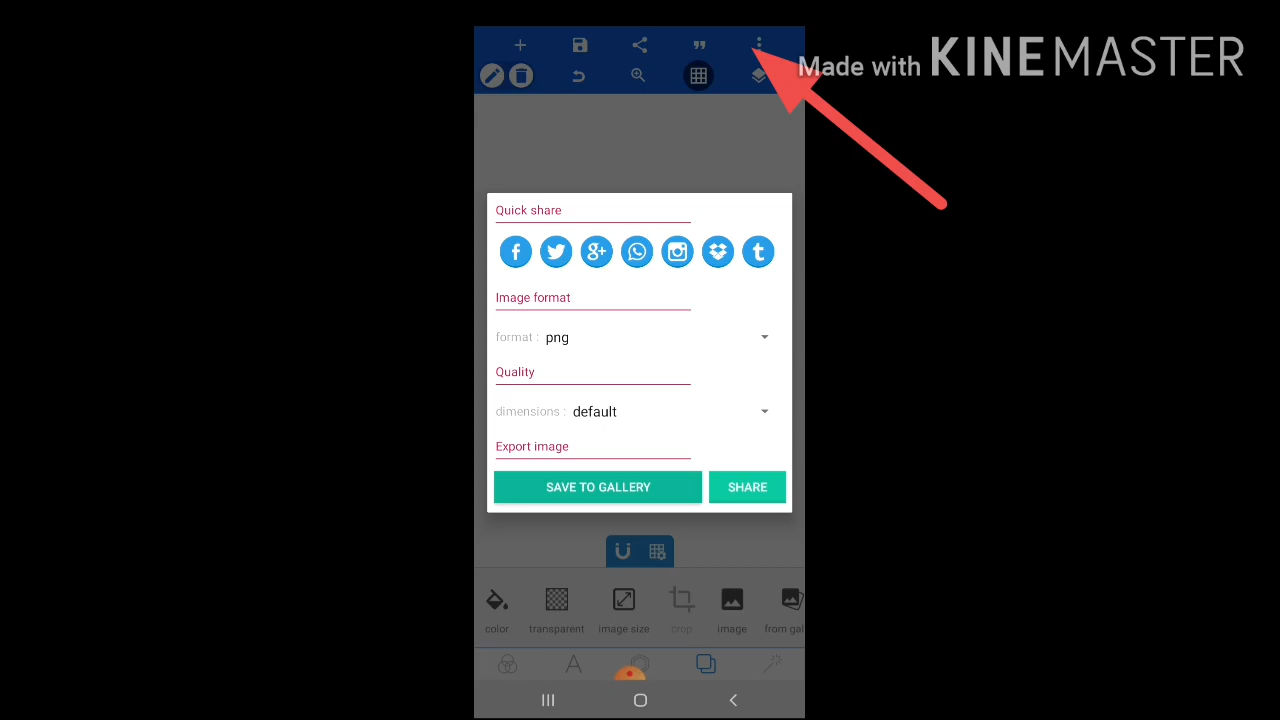 Made with KINEMASTER
Quick share
Image format
format : png
Quality
dimensions : default
Export image
SAVE TO GALLERY SHARE
color transparent image size crop image from gal